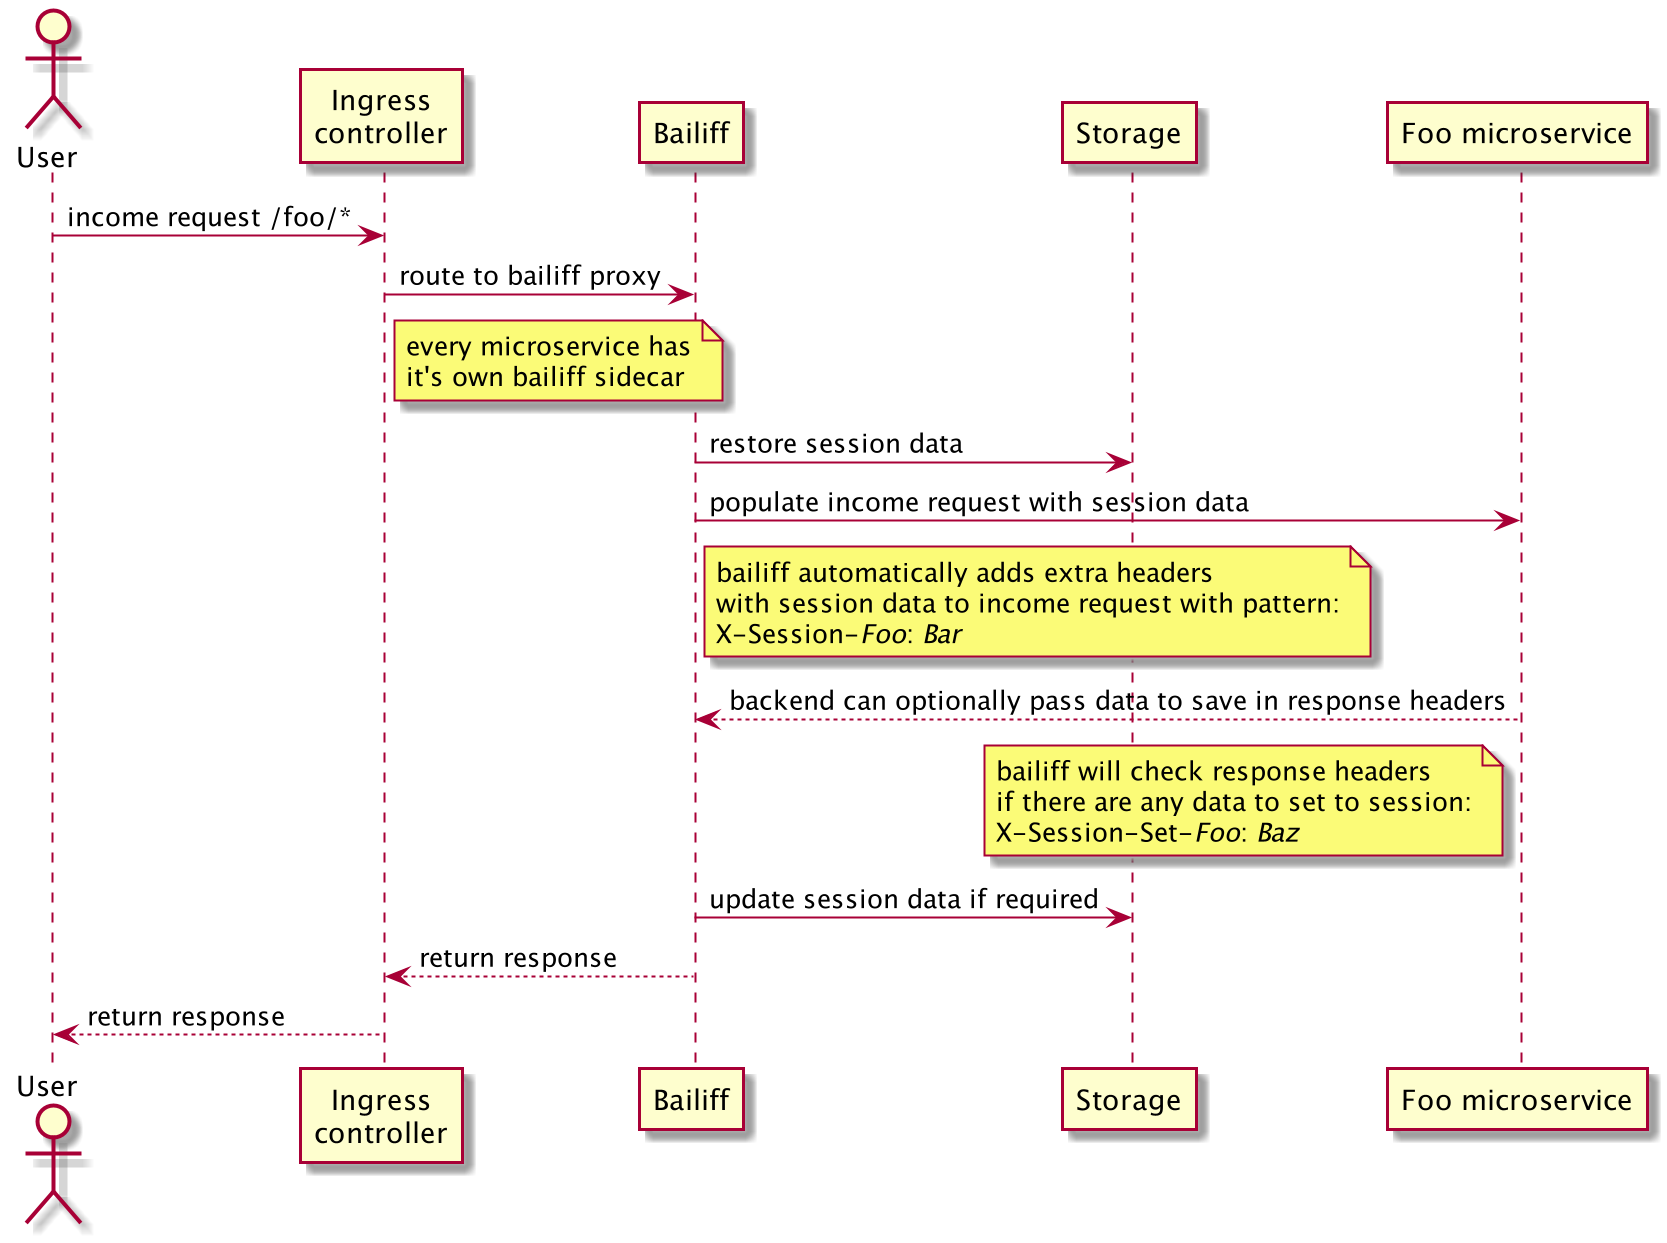 User
Ingress
controller
Bailiff
Storage
Foo microservice
income request /foo/*
route to bailiff proxy
every microservice has
it's own bailiff sidecar
restore session data
populate income request with session data
bailiff automatically adds extra headers
with session data to income request with pattern:
X-Session-Foo: Bar
backend can optionally pass data to save in response headers
bailiff will check response headers
if there are any data to set to session:
X-Session-Set-Foo: Baz
update session data if required
return response
return response
User
Ingress
controller
Bailiff
Storage
Foo microservice